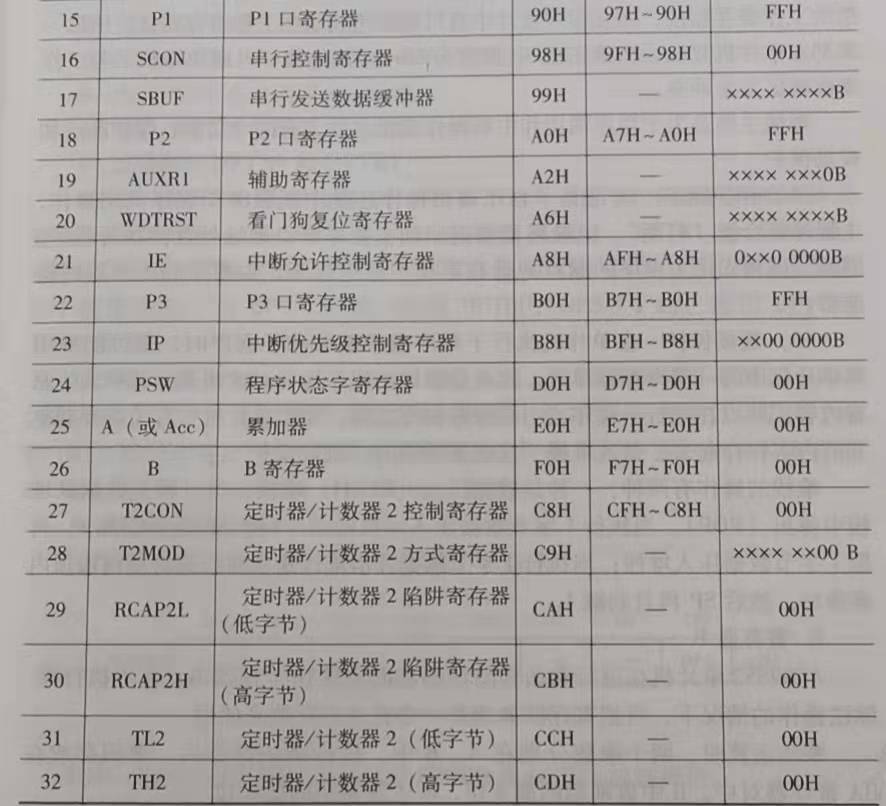 15 P1 P1 口寄存器 90H 97H~90H FFH
16 SCON 串行控制寄存器 98H 9FH~98H 00H
17 SBUF 串行发送数据缓冲器 99H — ×××× ××××B
18 P2 P2 口寄存器 A0H A7H~A0H FFH
19 AUXR1 辅助寄存器 A2H — ×××× ×××0B
20 WDTRST 看门狗复位寄存器 A6H — ×××× ××××B
21 IE 中断允许控制寄存器 A8H AFH~A8H 0××0 0000B
22 P3 P3 口寄存器 B0H B7H~B0H FFH
23 IP 中断优先级控制寄存器 B8H BFH~B8H ××00 0000B
24 PSW 程序状态字寄存器 D0H D7H~D0H 00H
25 A（或 Acc） 累加器 E0H E7H~E0H 00H
26 B B 寄存器 F0H F7H~F0H 00H
27 T2CON 定时器/计数器 2 控制寄存器 C8H CFH~C8H 00H
28 T2MOD 定时器/计数器 2 方式寄存器 C9H — ×××× ××00 B
29 RCAP2L 定时器/计数器 2 陷阱寄存器 CAH — 00H
(低字节)
30 RCAP2H 定时器/计数器 2 陷阱寄存器 CBH — 00H
(高字节)
31 TL2 定时器/计数器 2（低字节） CCH — 00H
32 TH2 定时器/计数器 2（高字节） CDH — 00H